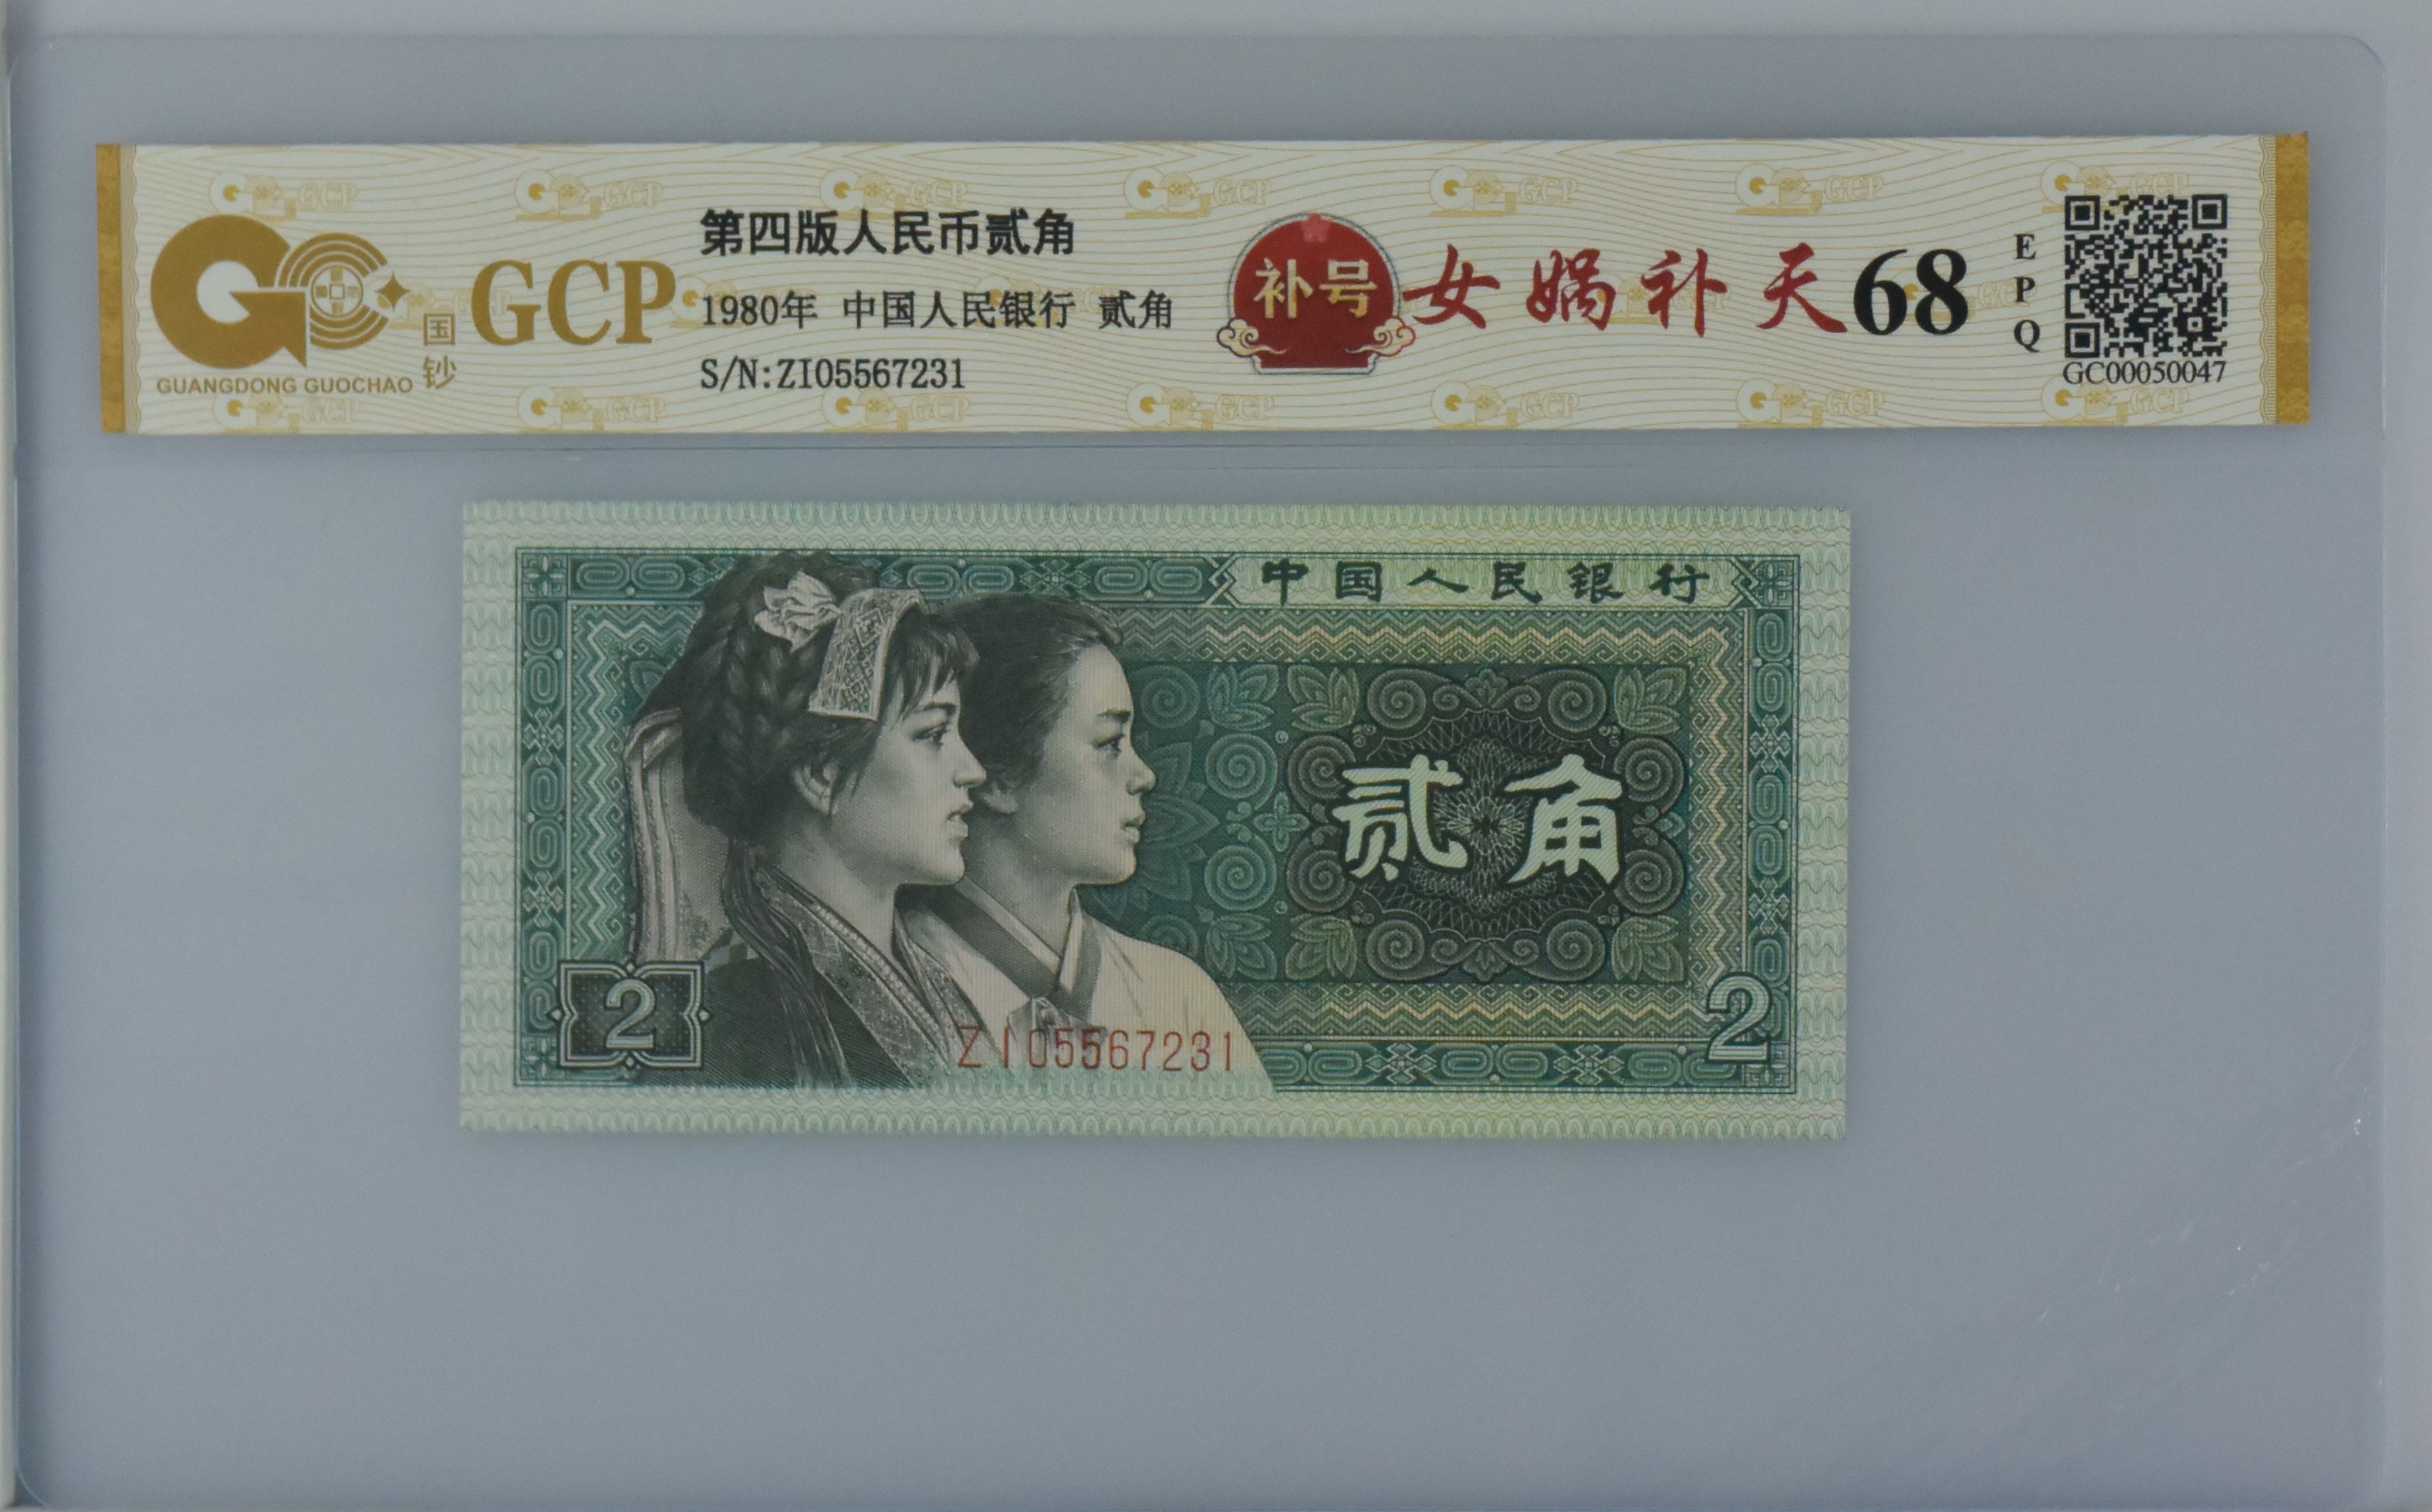 GCP
国钞
GUANGDONG GUOCHAO
第四版人民币贰角
1980年 中国人民银行 贰角
S/N:ZI05567231
补号
女娲补天
68
EPQ
GC00050047
中国人民银行
贰角
2
ZI05567231
2